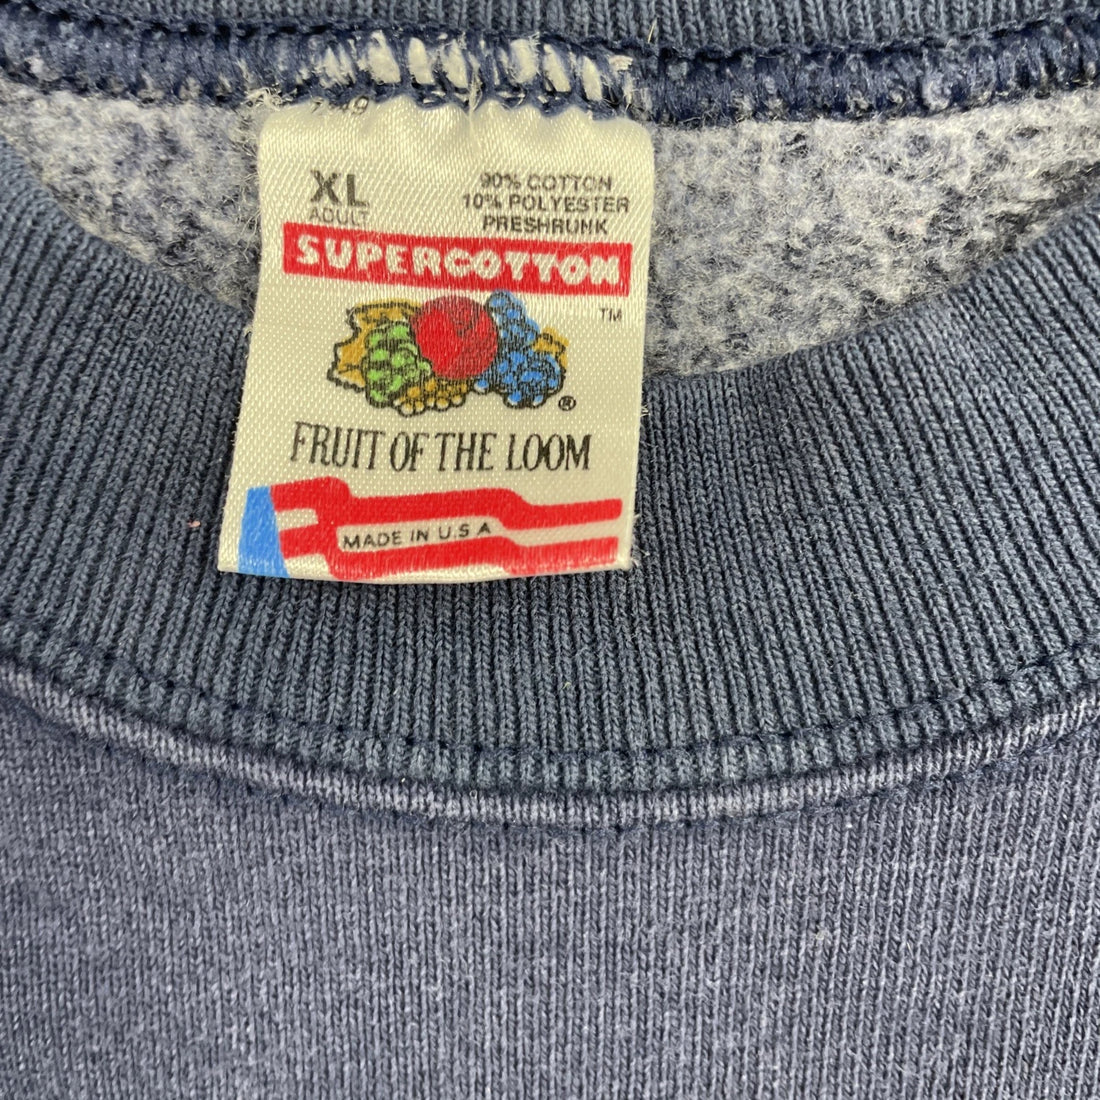 XL
ADULT
90% COTTON
10% POLYESTER
PRESHRUNK
SUPERCOTTON
TM
®
FRUIT OF THE LOOM
MADE IN U.S A